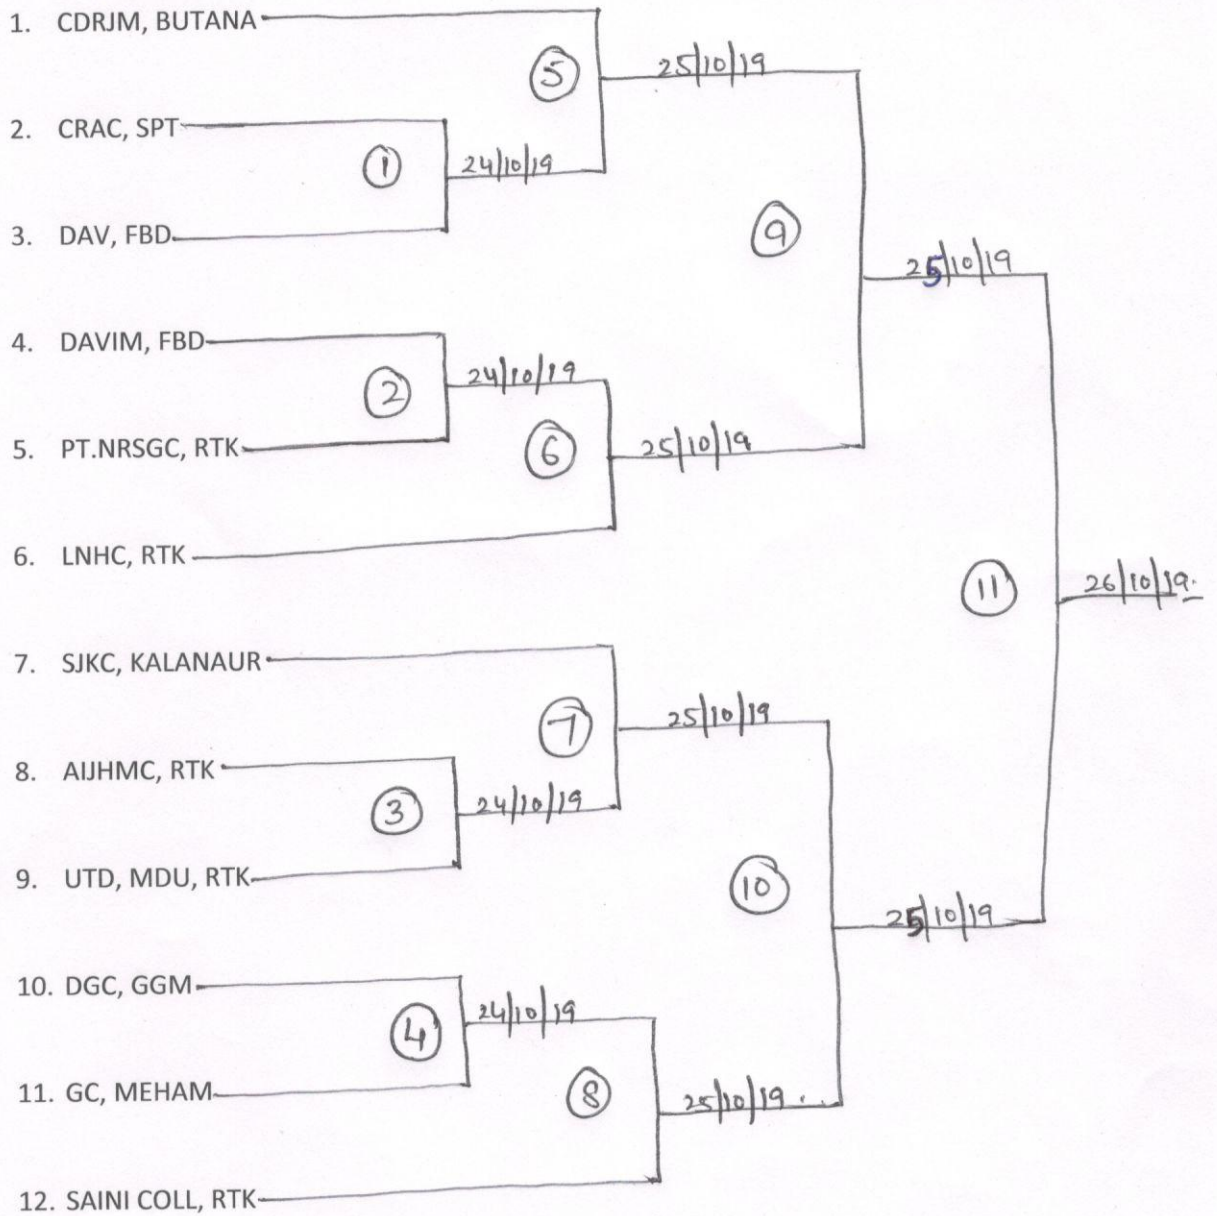 1. CDRJM, BUTANA
5 25/10/19
2. CRAC, SPT
1 24/10/19
3. DAV, FBD
9 25/10/19
4. DAVIM, FBD
2 24/10/19
5. PT.NRSGC, RTK
6 25/10/19
6. LNHC, RTK
11 26/10/19.
7. SJKC, KALANAUR
7 25/10/19
8. AIJHMC, RTK
3 24/10/19
9. UTD, MDU, RTK
10 25/10/19
10. DGC, GGM
4 24/10/19
11. GC, MEHAM
8 25/10/19
12. SAINI COLL, RTK